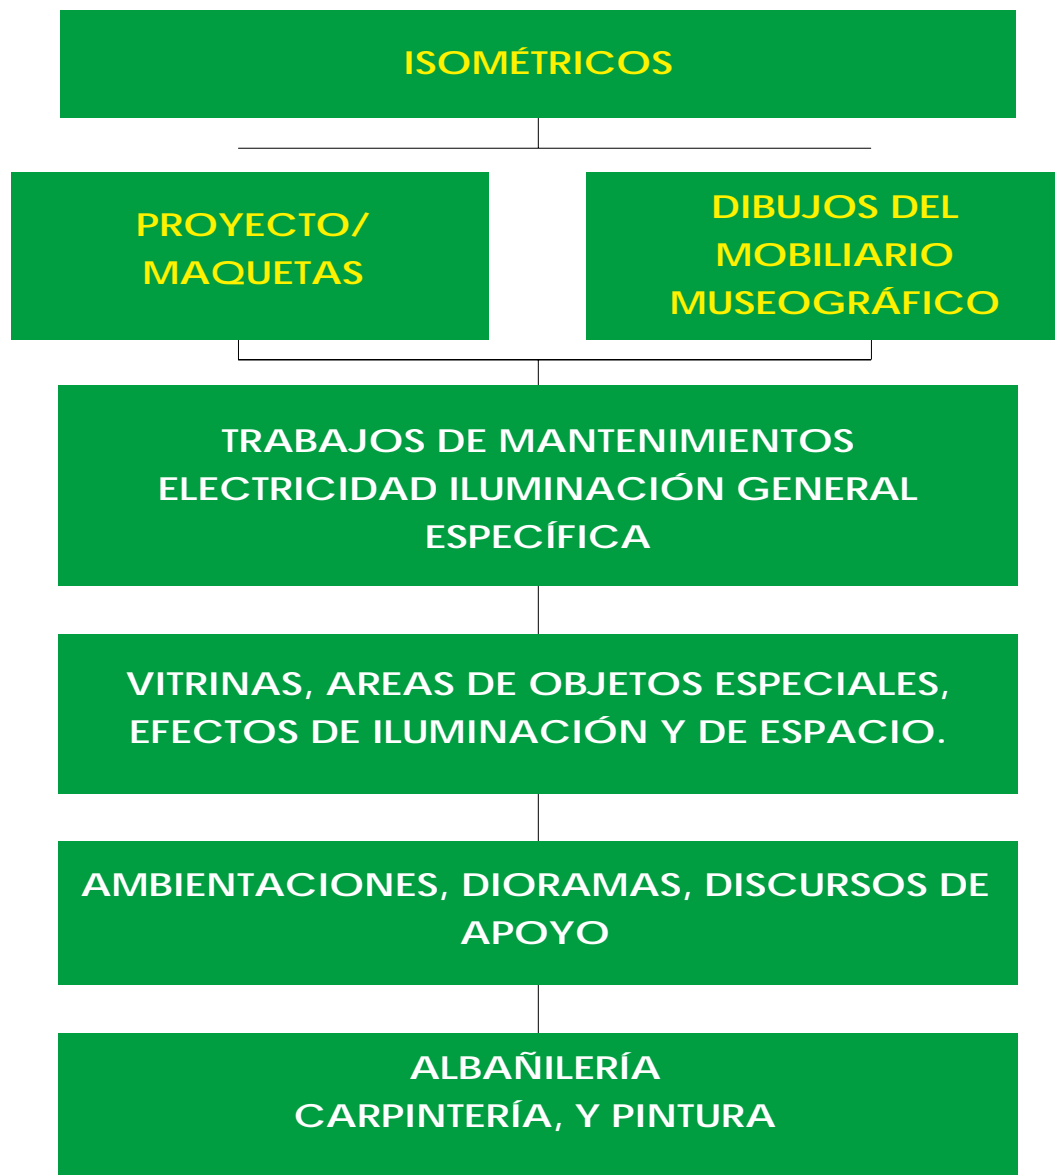 ISOMÉTRICOS
PROYECTO/
MAQUETAS
DIBUJOS DEL
MOBILIARIO
MUSEOGRÁFICO
TRABAJOS DE MANTENIMIENTOS
ELECTRICIDAD ILUMINACIÓN GENERAL
ESPECÍFICA
VITRINAS, AREAS DE OBJETOS ESPECIALES,
EFECTOS DE ILUMINACIÓN Y DE ESPACIO.
AMBIENTACIONES, DIORAMAS, DISCURSOS DE
APOYO
ALBAÑILERÍA
CARPINTERÍA, Y PINTURA